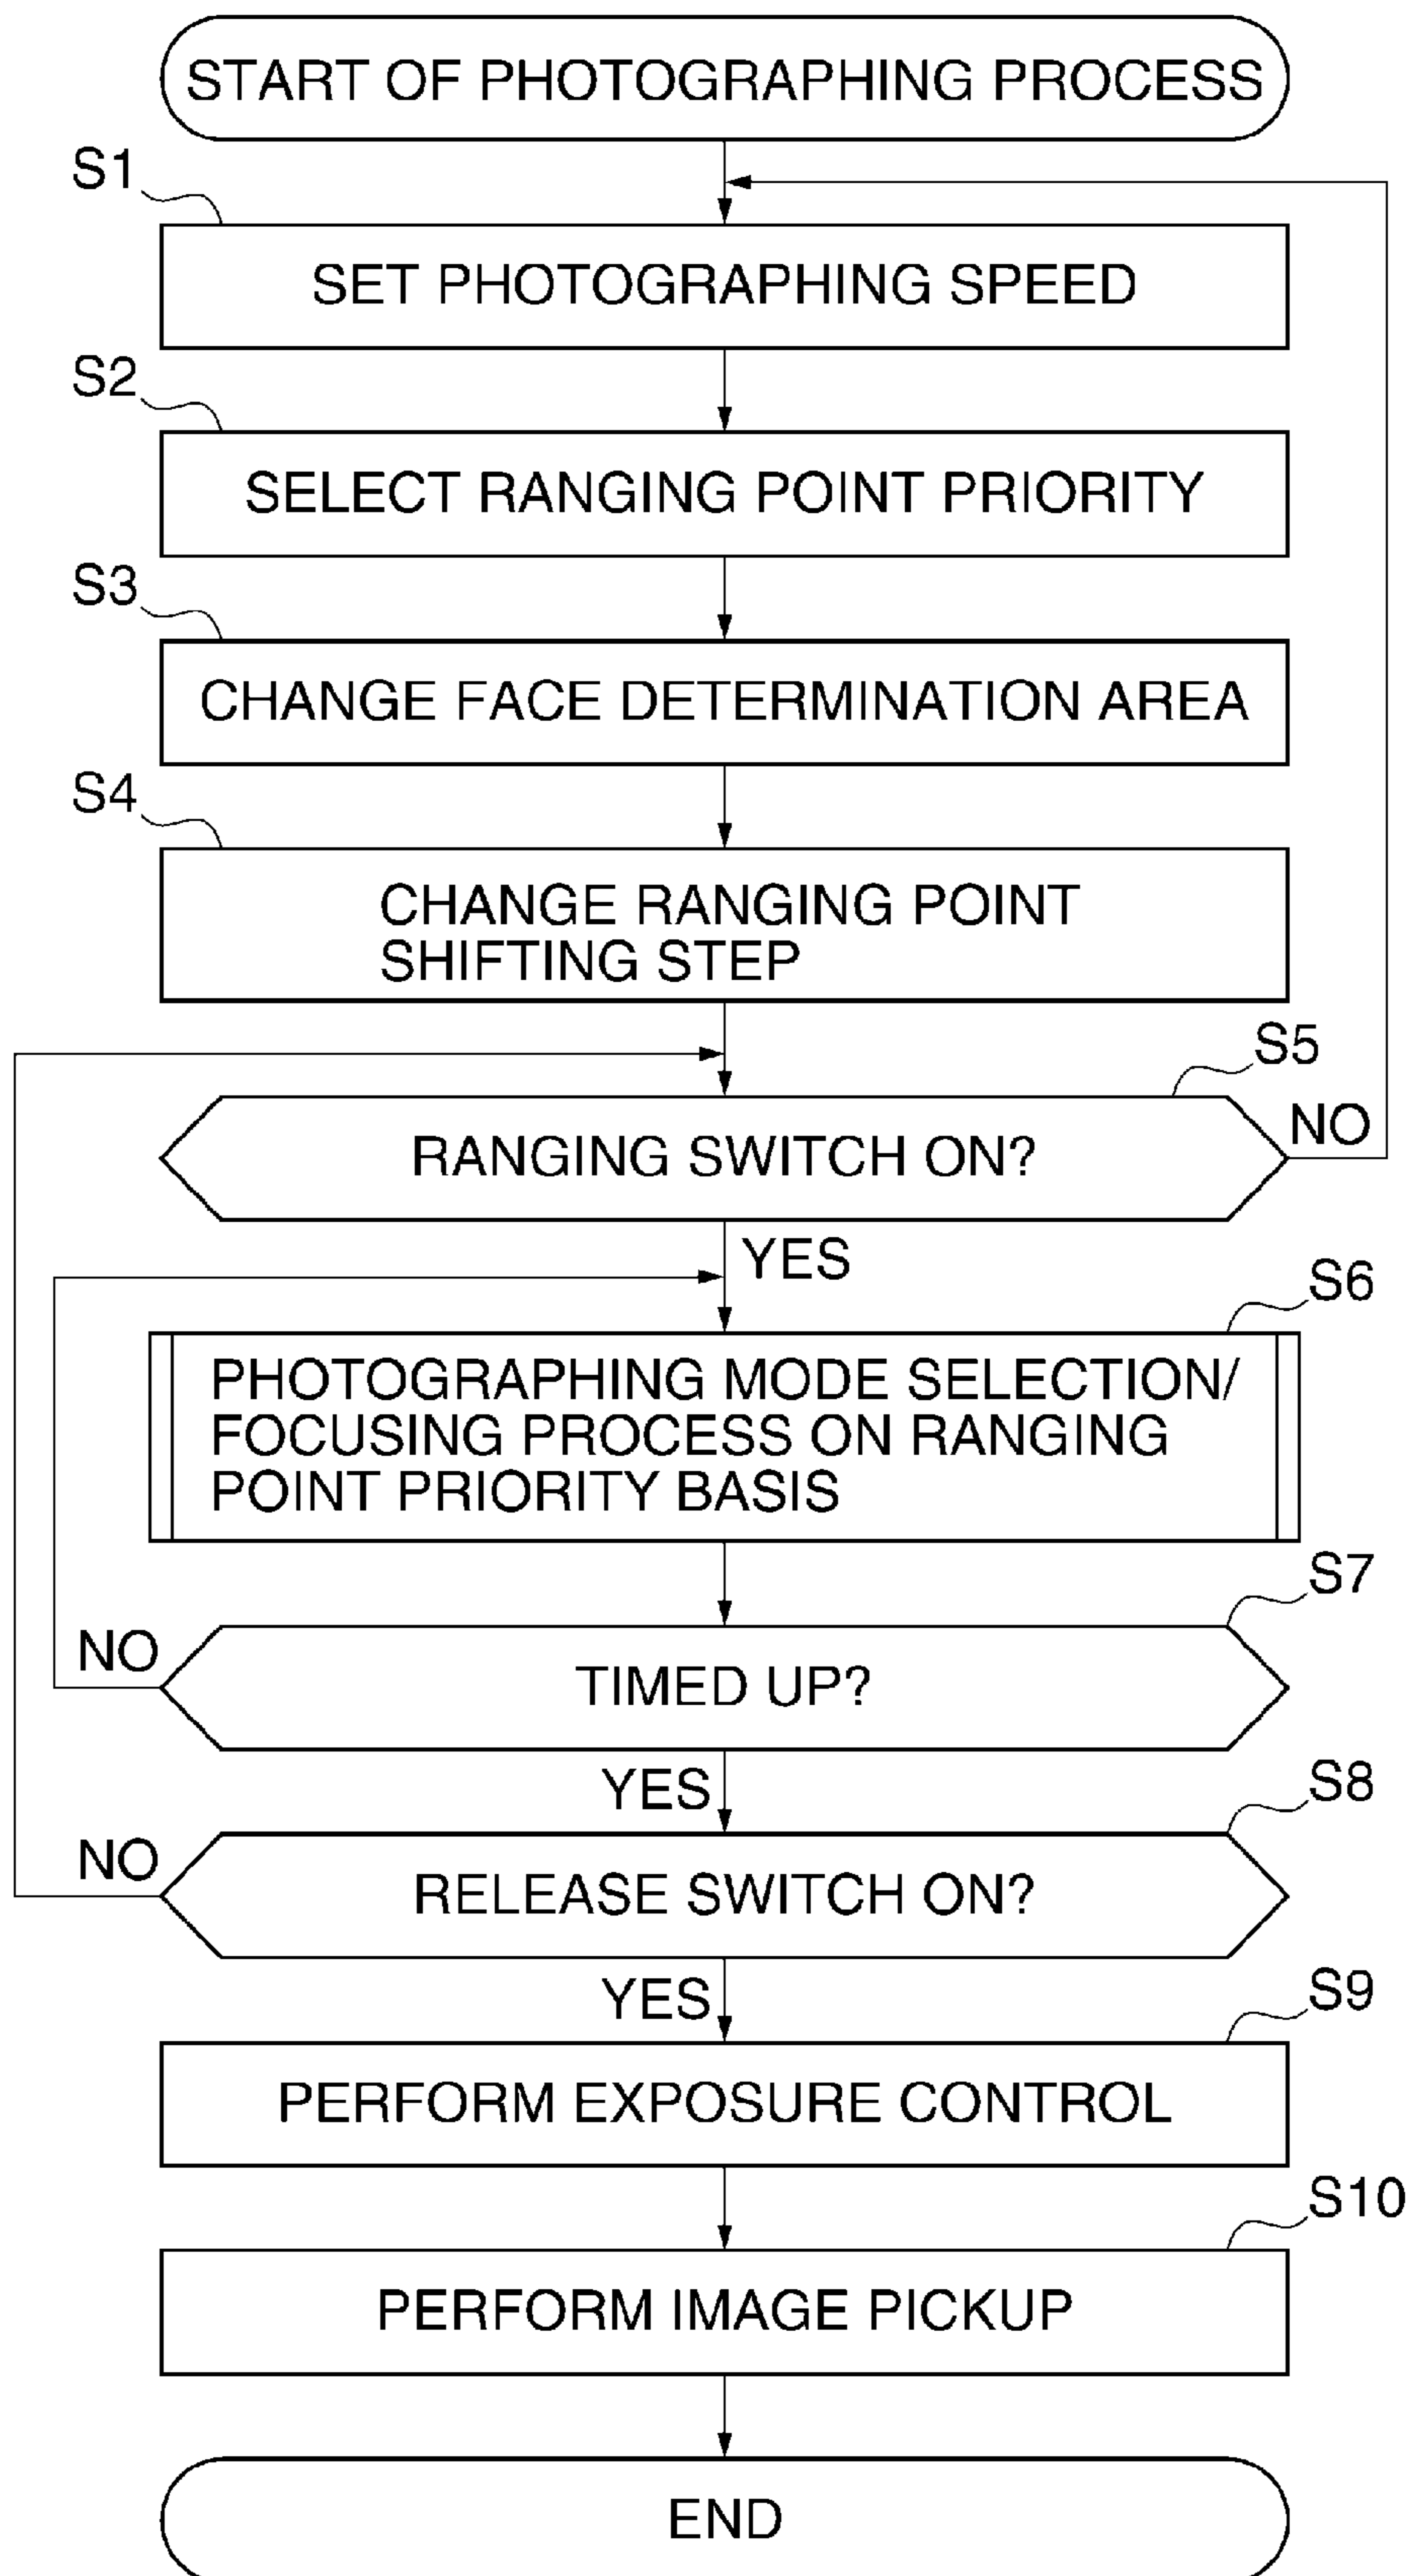 START OF PHOTOGRAPHING PROCESS
S1
SET PHOTOGRAPHING SPEED
S2
SELECT RANGING POINT PRIORITY
S3
CHANGE FACE DETERMINATION AREA
S4
CHANGE RANGING POINT
SHIFTING STEP
S5
RANGING SWITCH ON?
NO
YES
S6
PHOTOGRAPHING MODE SELECTION/
FOCUSING PROCESS ON RANGING
POINT PRIORITY BASIS
S7
NO
TIMED UP?
YES
S8
NO
RELEASE SWITCH ON?
YES
S9
PERFORM EXPOSURE CONTROL
S10
PERFORM IMAGE PICKUP
END